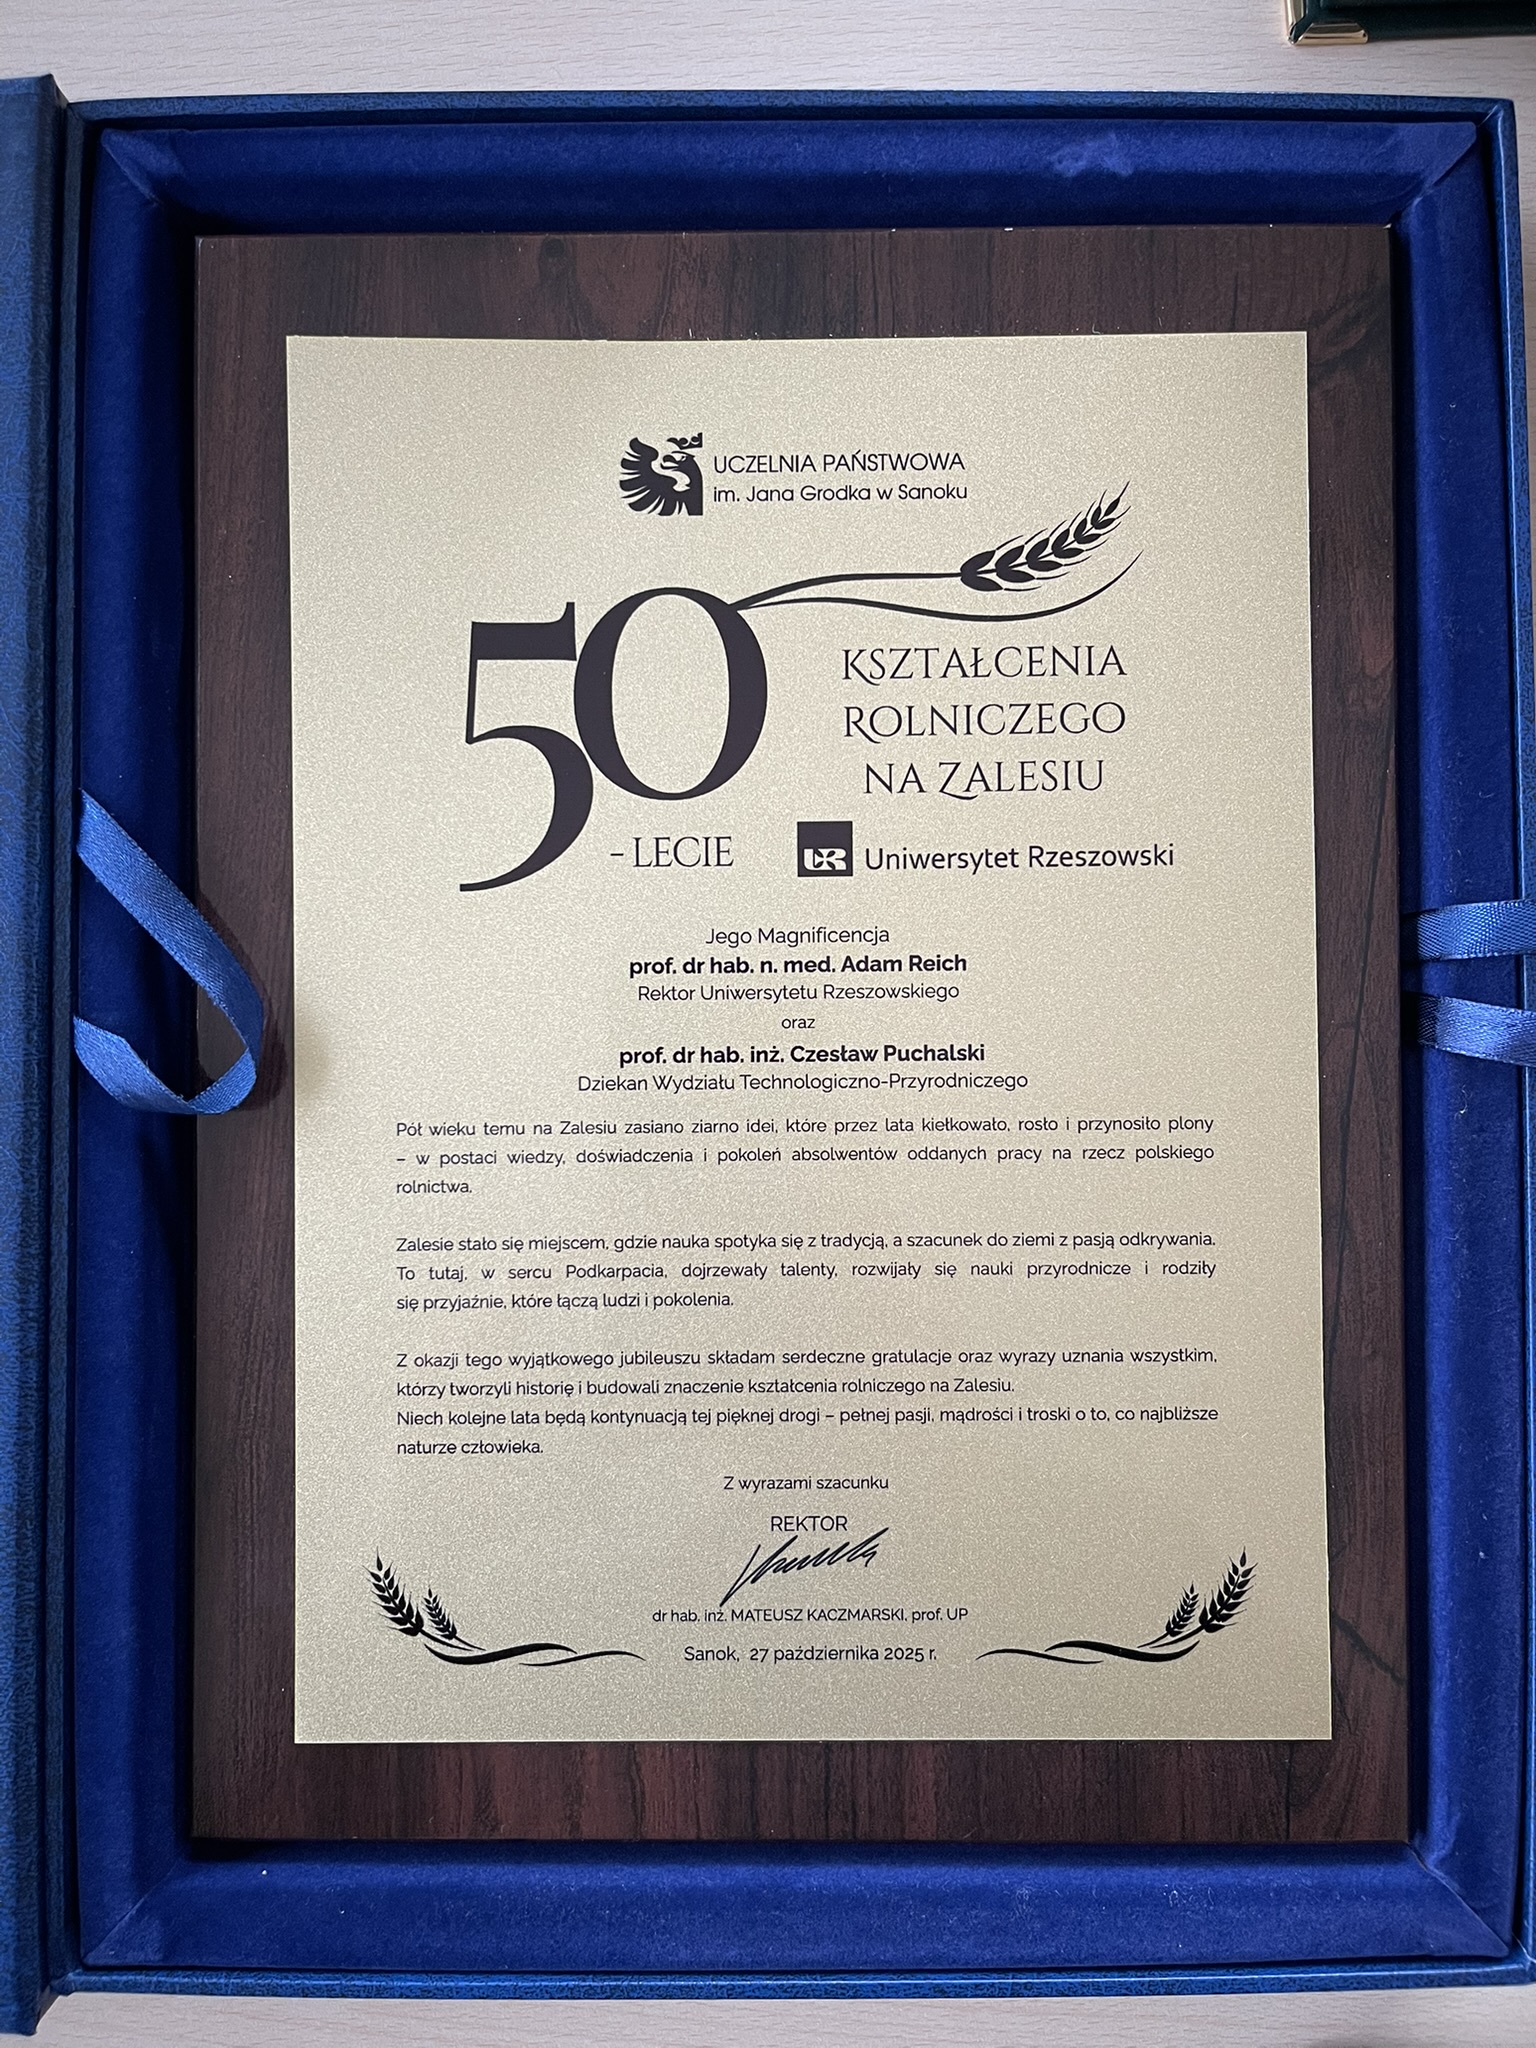 UCZELNIA PAŃSTWOWA
im. Jana Grodka w Sanoku
50
- LECIE
KSZTAŁCENIA
ROLNICZEGO
NA ZALESIU
UR Uniwersytet Rzeszowski
Jego Magnificencja
prof. dr hab. n. med. Adam Reich
Rektor Uniwersytetu Rzeszowskiego
oraz
prof. dr hab. inż. Czesław Puchalski
Dziekan Wydziału Technologiczno-Przyrodniczego
Pół wieku temu na Zalesiu zasiano ziarno idei, które przez lata kiełkowało, rosło i przynosiło plony
– w postaci wiedzy, doświadczenia i pokoleń absolwentów oddanych pracy na rzecz polskiego
rolnictwa.
Zalesie stało się miejscem, gdzie nauka spotyka się z tradycją, a szacunek do ziemi z pasją odkrywania.
To tutaj, w sercu Podkarpacia, dojrzewały talenty, rozwijały się nauki przyrodnicze i rodziły
się przyjaźnie, które łączą ludzi i pokolenia.
Z okazji tego wyjątkowego jubileuszu składam serdeczne gratulacje oraz wyrazy uznania wszystkim,
którzy tworzyli historię i budowali znaczenie kształcenia rolniczego na Zalesiu.
Niech kolejne lata będą kontynuacją tej pięknej drogi – pełnej pasji, mądrości i troski o to, co najbliższe
naturze człowieka.
Z wyrazami szacunku
REKTOR
dr hab. inż. MATEUSZ KACZMARSKI, prof. UP
Sanok, 27 października 2025 r.